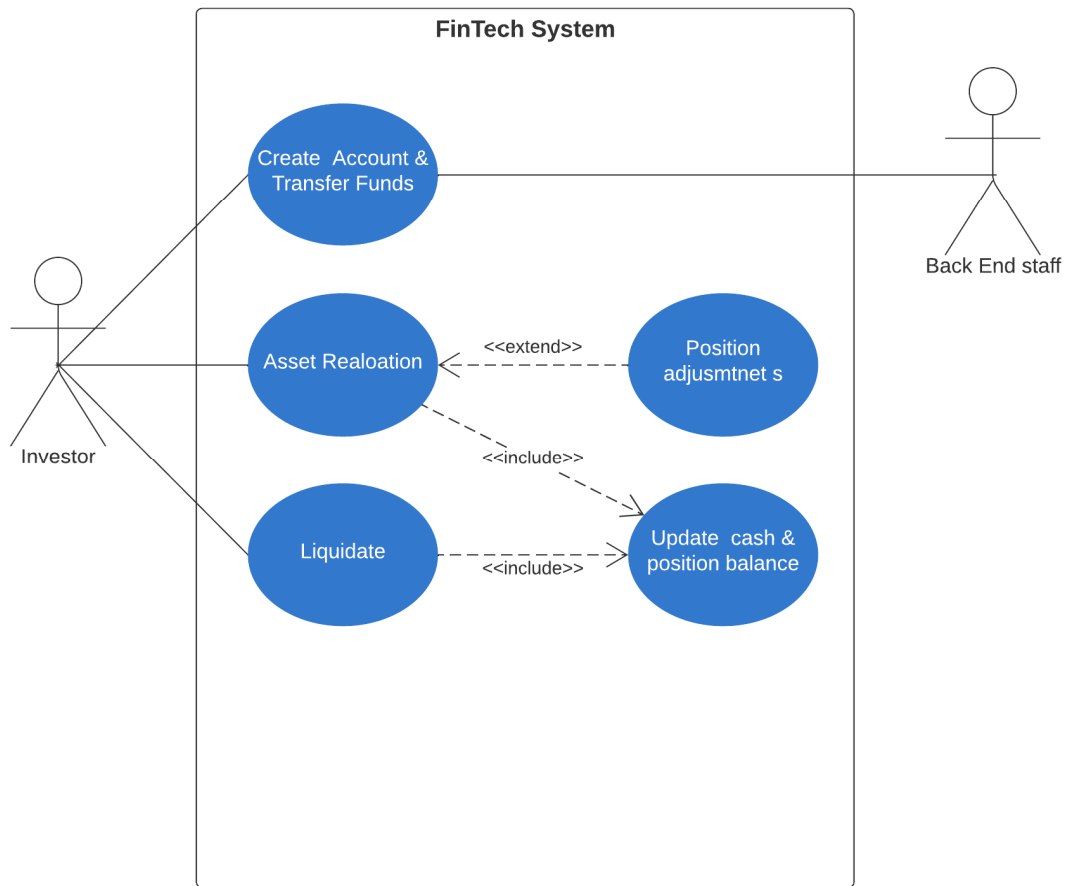 FinTech System
Create Account &
Transfer Funds
Back End staff
Asset Realoation
<<extend>>
Position
adjusmtnet s
Investor
<<include>>
Liquidate
<<include>>
Update cash &
position balance